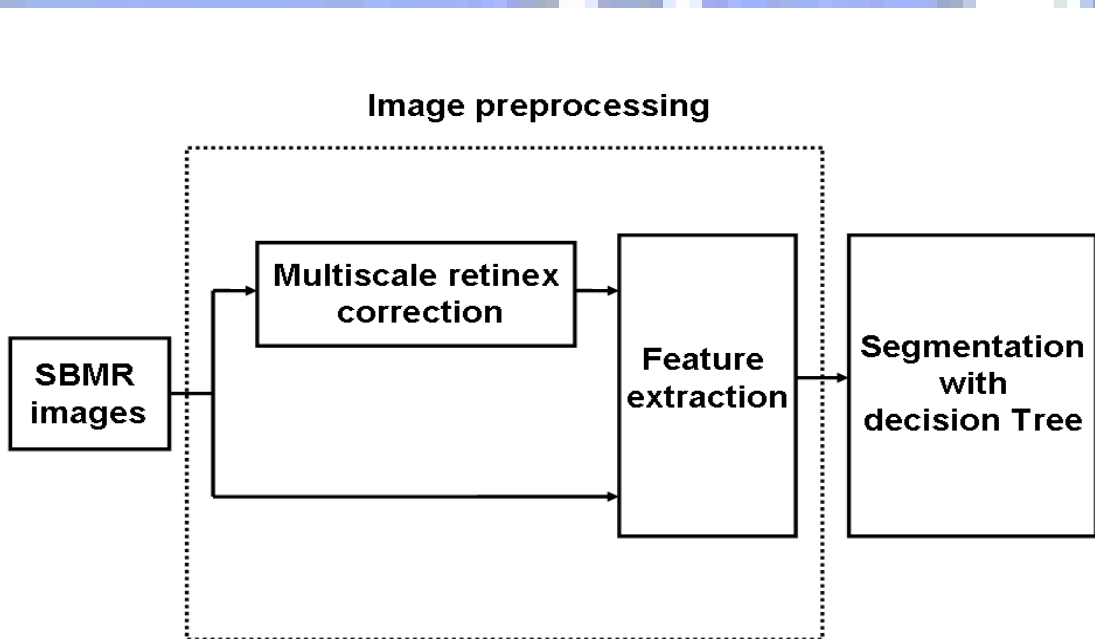 Image preprocessing
Multiscale retinex
correction
SBMR
images
Feature
extraction
Segmentation
with
decision Tree